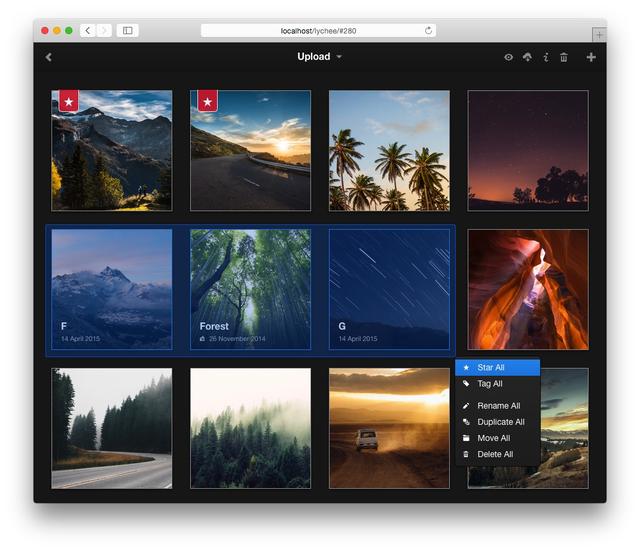 localhost/lychee/#280
Upload
F
14 April 2015
Forest
26 November 2014
G
14 April 2015
Star All
Tag All
Rename All
Duplicate All
Move All
Delete All